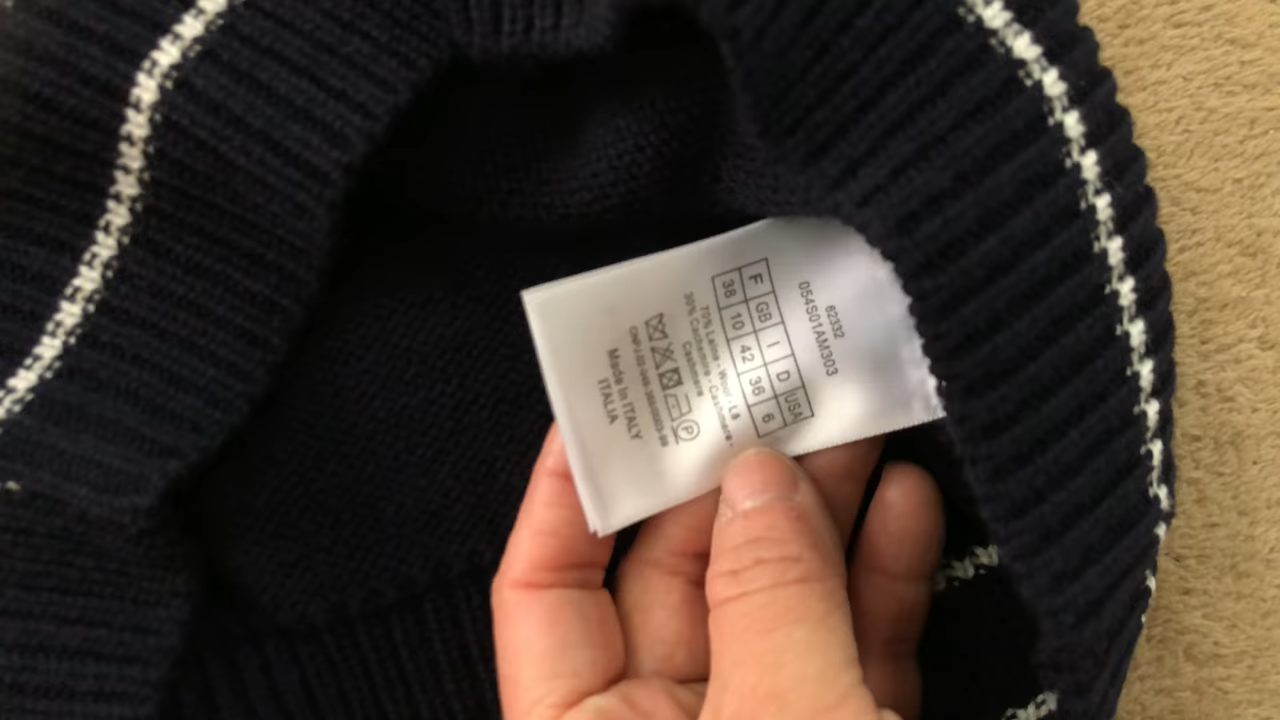 62332
054S01AM303
F GB I D USA
38 10 42 36 6
70% Laine - Wool - La
30% Cachemire - Cashmere -
Cashmere
P
Made in ITALY
ITALIA